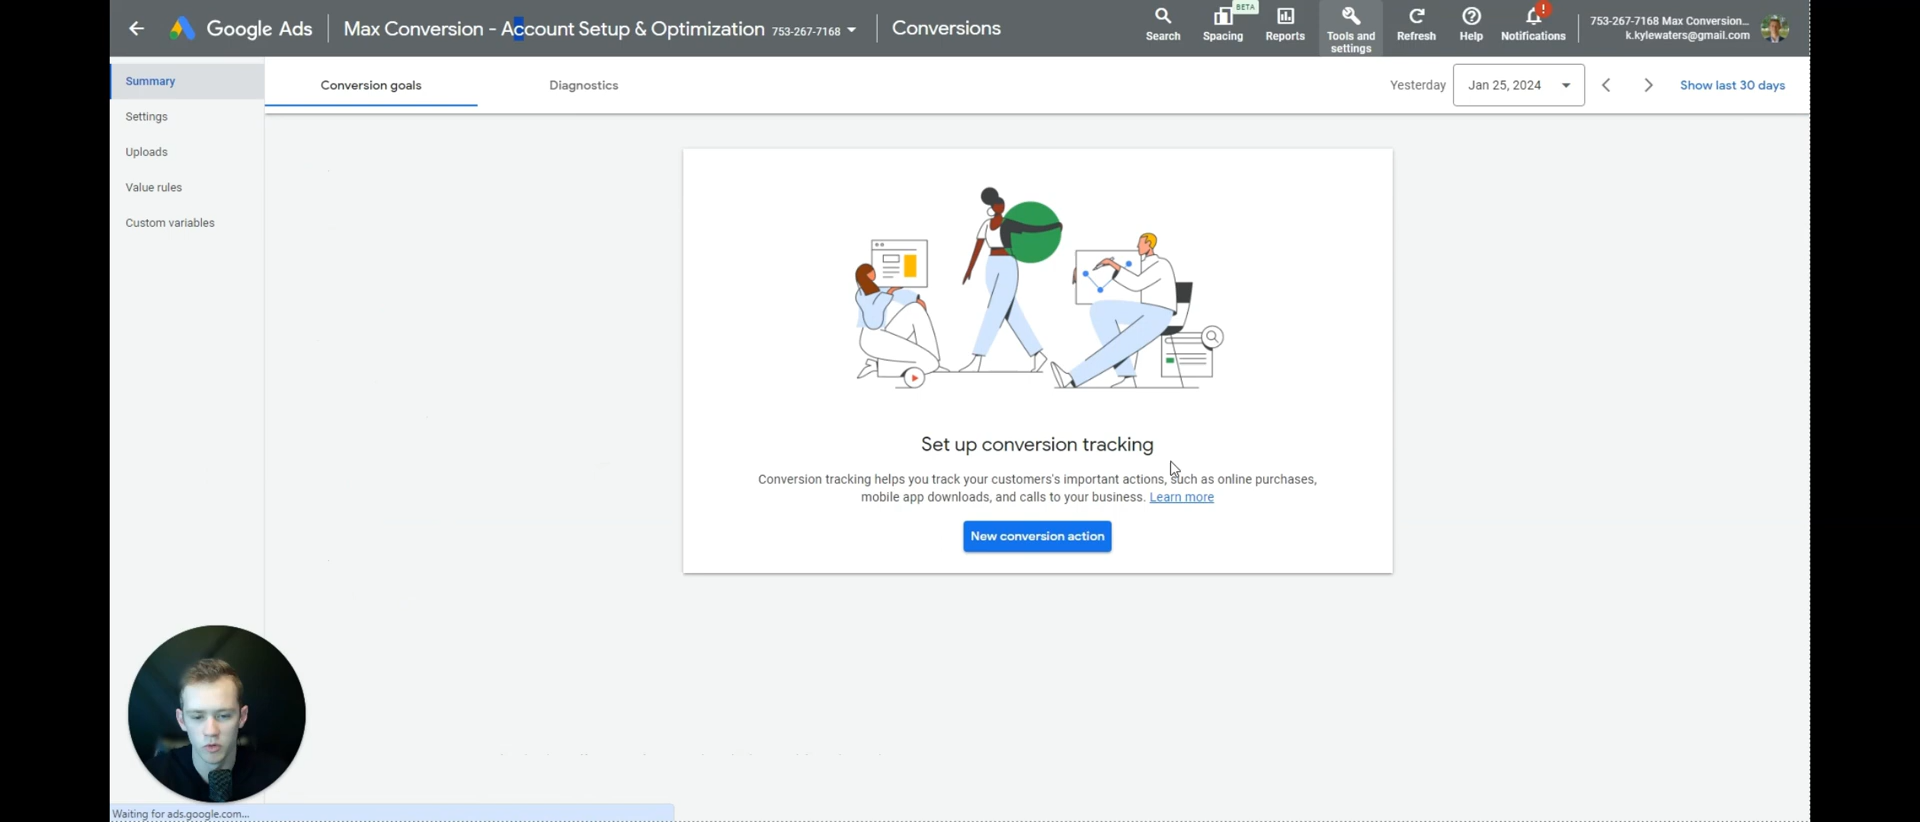 Google Ads
Max Conversion - Account Setup & Optimization 753-267-7168
Conversions
Search
BETA
Spacing
Reports
Tools and
settings
Refresh
Help
!
Notifications
753-267-7168 Max Conversion...
k.kylewaters@gmail.com
Summary
Settings
Uploads
Value rules
Custom variables
Conversion goals
Diagnostics
Yesterday
Jan 25, 2024
Show last 30 days
Set up conversion tracking
Conversion tracking helps you track your customers's important actions, such as online purchases,
mobile app downloads, and calls to your business. Learn more
New conversion action
Waiting for ads.google.com...